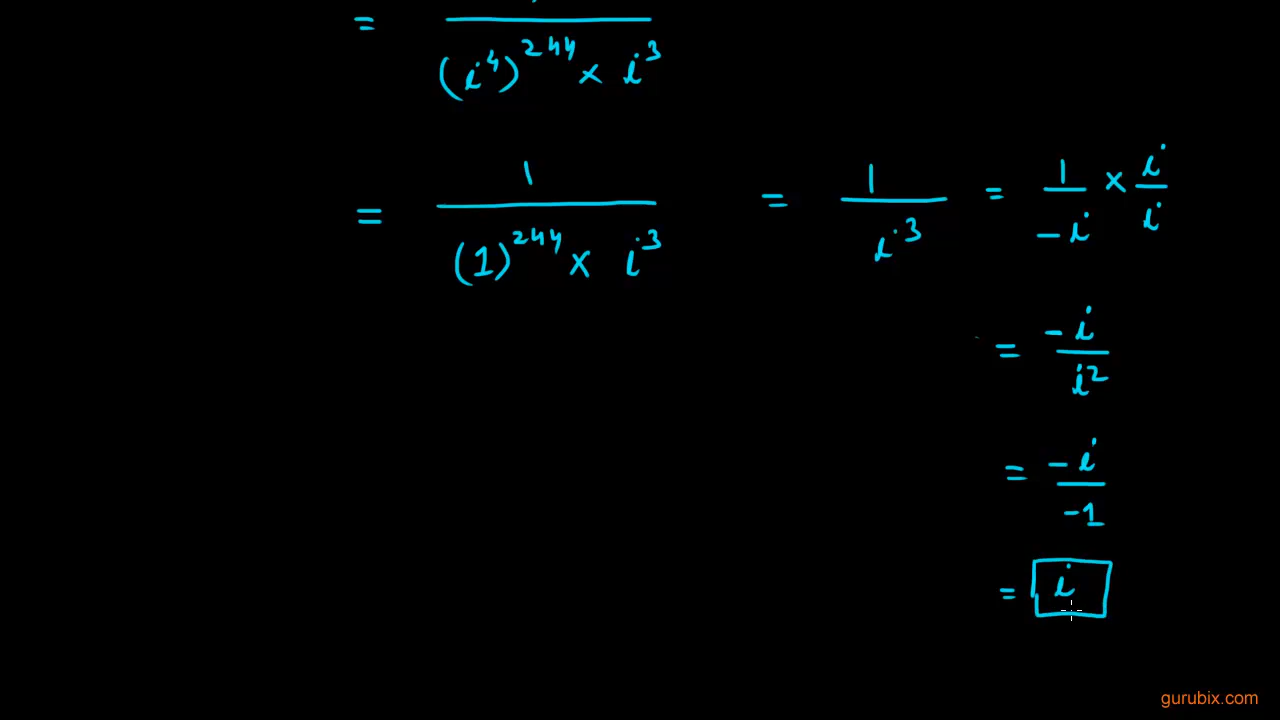 = ――― / (i⁴)²⁴⁴ × i³
= 1 / (1)²⁴⁴ × i³ = 1 / i³ = 1 / -i × i / i
= -i / i²
= -i / -1
= i
gurubix.com